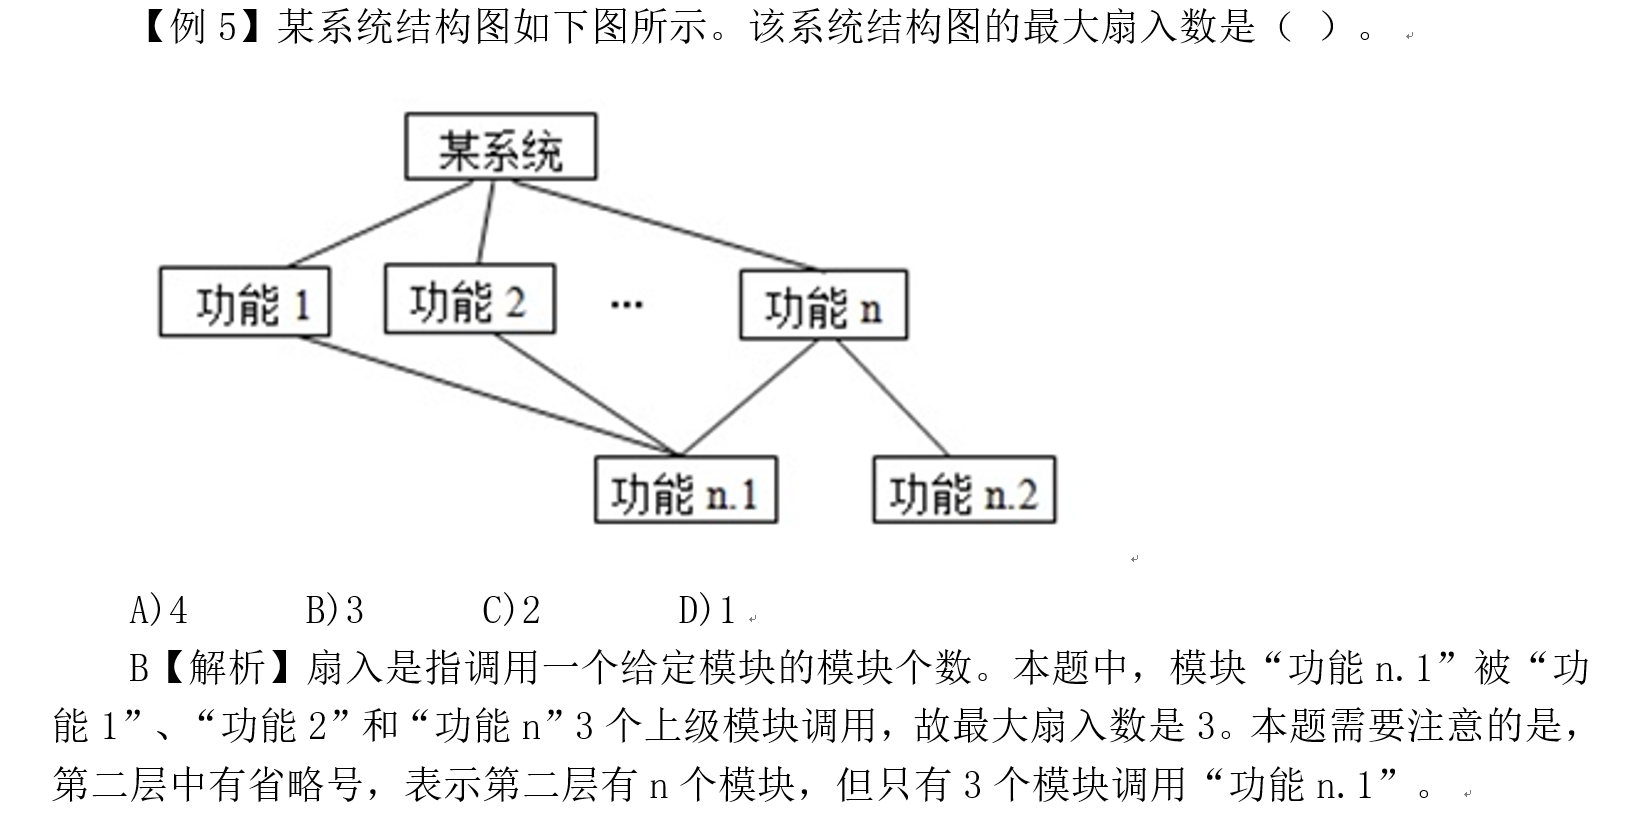 【例 5】某系统结构图如下图所示。该系统结构图的最大扇入数是（ ）。
某系统
功能 1
功能 2
…
功能 n
功能 n.1
功能 n.2
A)4 B)3 C)2 D)1
B【解析】扇入是指调用一个给定模块的模块个数。本题中，模块“功能 n.1”被“功
能 1”、“功能 2”和“功能 n”3 个上级模块调用，故最大扇入数是 3。本题需要注意的是，
第二层中有省略号，表示第二层有 n 个模块，但只有 3 个模块调用“功能 n.1”。